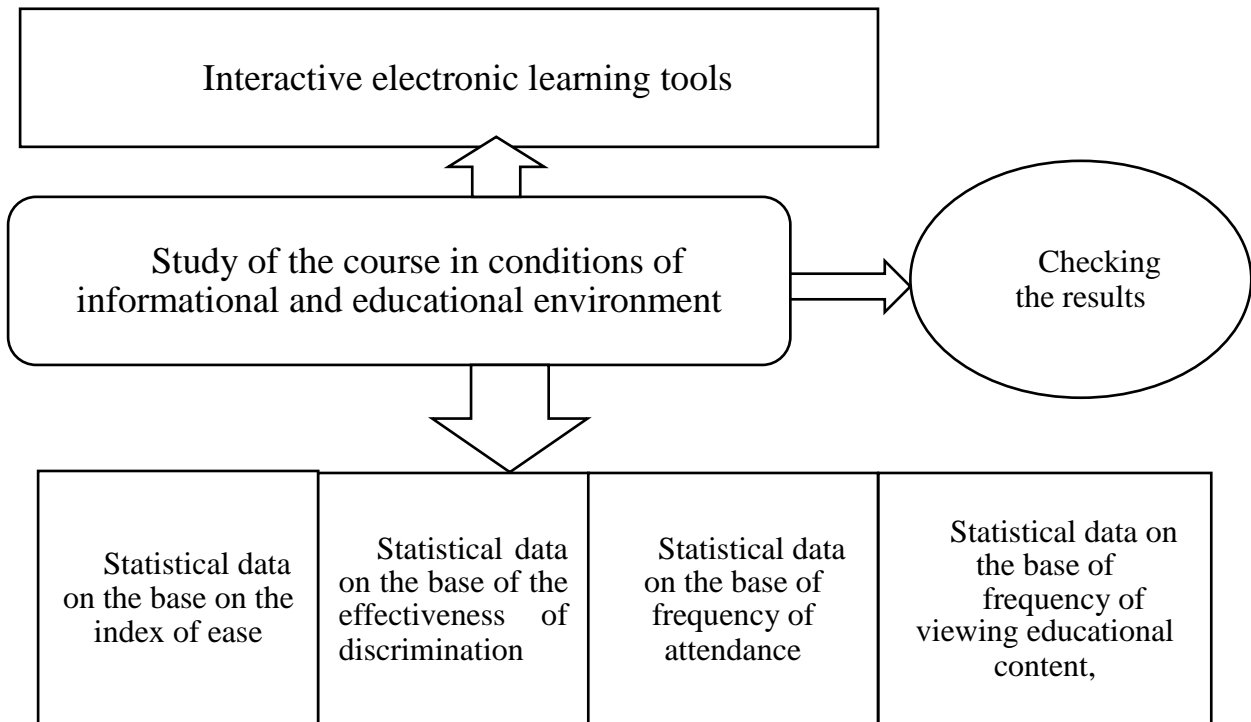 Interactive electronic learning tools
Study of the course in conditions of
informational and educational environment
Checking
the results
Statistical data
on the base on the
index of ease
Statistical data
on the base of the
effectiveness of
discrimination
Statistical data
on the base of
frequency of
attendance
Statistical data on
the base of
frequency of
viewing educational
content,